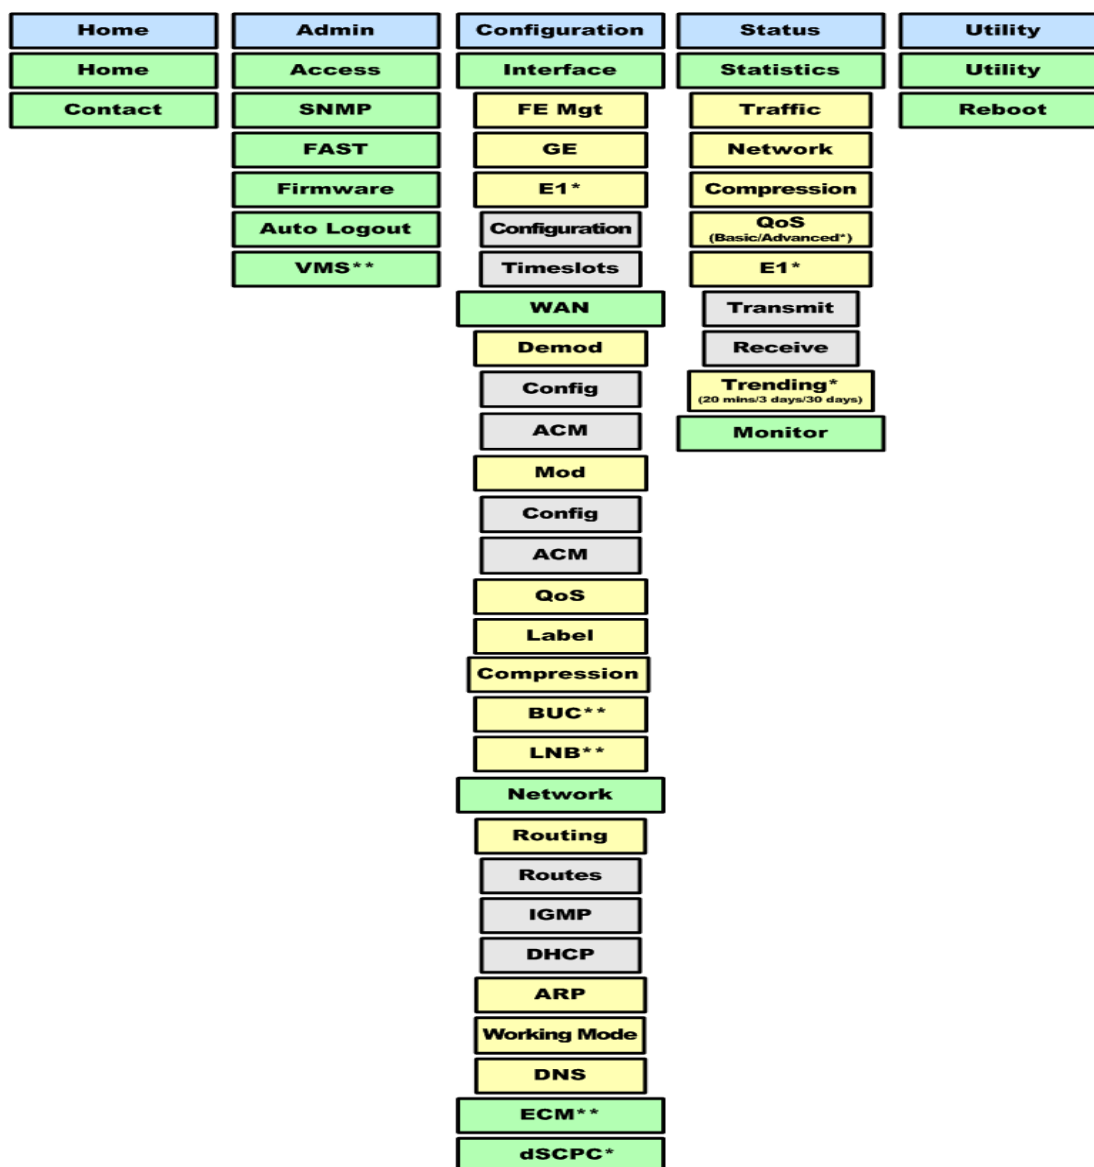 Home
Home
Contact
Admin
Access
SNMP
FAST
Firmware
Auto Logout
VMS**
Configuration
Interface
FE Mgt
GE
E1*
Configuration
Timeslots
WAN
Demod
Config
ACM
Mod
Config
ACM
QoS
Label
Compression
BUC**
LNB**
Network
Routing
Routes
IGMP
DHCP
ARP
Working Mode
DNS
ECM**
dSCPC*
Status
Statistics
Traffic
Network
Compression
QoS
(Basic/Advanced*)
E1*
Transmit
Receive
Trending*
(20 mins/3 days/30 days)
Monitor
Utility
Utility
Reboot